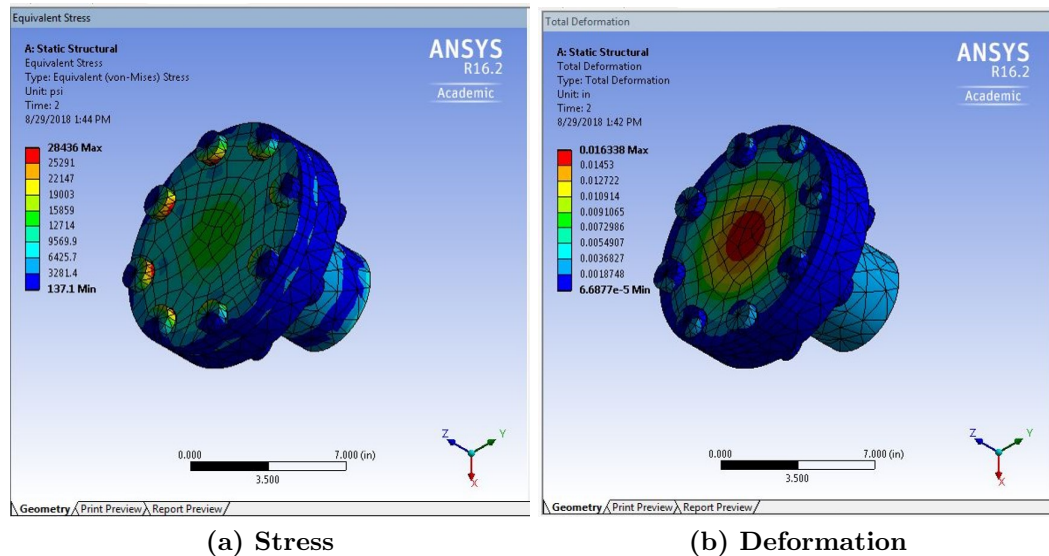 Equivalent Stress
A: Static Structural
Equivalent Stress
Type: Equivalent (von-Mises) Stress
Unit: psi
Time: 2
8/29/2018 1:44 PM
ANSYS
R16.2
Academic
28436 Max
25291
22147
19003
15859
12714
9569.9
6425.7
3281.4
137.1 Min
0.000
7.000 (in)
3.500
Z
Y
X
Geometry / Print Preview / Report Preview /
(a) Stress
Total Deformation
A: Static Structural
Total Deformation
Type: Total Deformation
Unit: in
Time: 2
8/29/2018 1:42 PM
ANSYS
R16.2
Academic
0.016338 Max
0.01453
0.012722
0.010914
0.0091065
0.0072986
0.0054907
0.0036827
0.0018748
6.6877e-5 Min
0.000
7.000 (in)
3.500
Z
Y
X
Geometry / Print Preview / Report Preview /
(b) Deformation